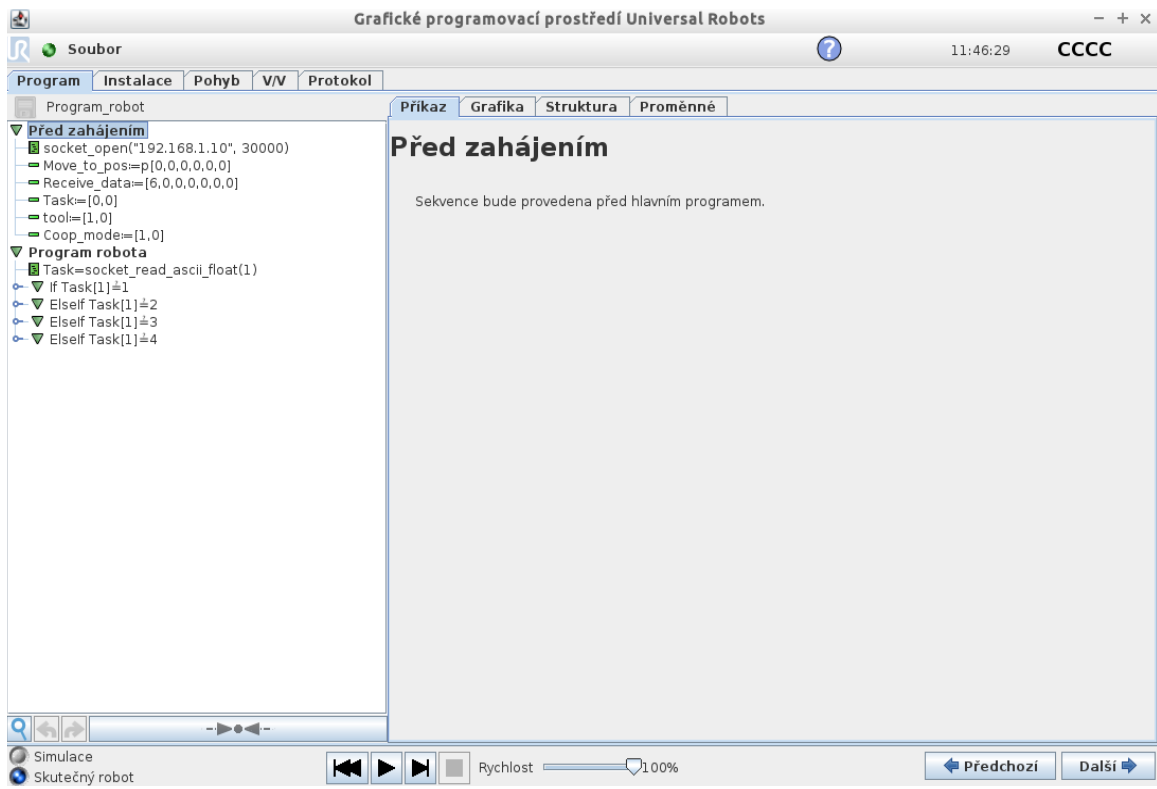 Grafické programovací prostředí Universal Robots
Soubor
11:46:29
CCCC
Program Instalace Pohyb V/V Protokol
Program_robot
Příkaz Grafika Struktura Proměnné
Před zahájením
socket_open("192.168.1.10", 30000)
Move_to_pos≔p[0,0,0,0,0,0]
Receive_data≔[6,0,0,0,0,0,0]
Task≔[0,0]
tool≔[1,0]
Coop_mode≔[1,0]
Program robota
Task=socket_read_ascii_float(1)
If Task[1]≟1
ElseIf Task[1]≟2
ElseIf Task[1]≟3
ElseIf Task[1]≟4
Před zahájením
Sekvence bude provedena před hlavním programem.
Simulace
Skutečný robot
Rychlost 100%
Předchozí
Další